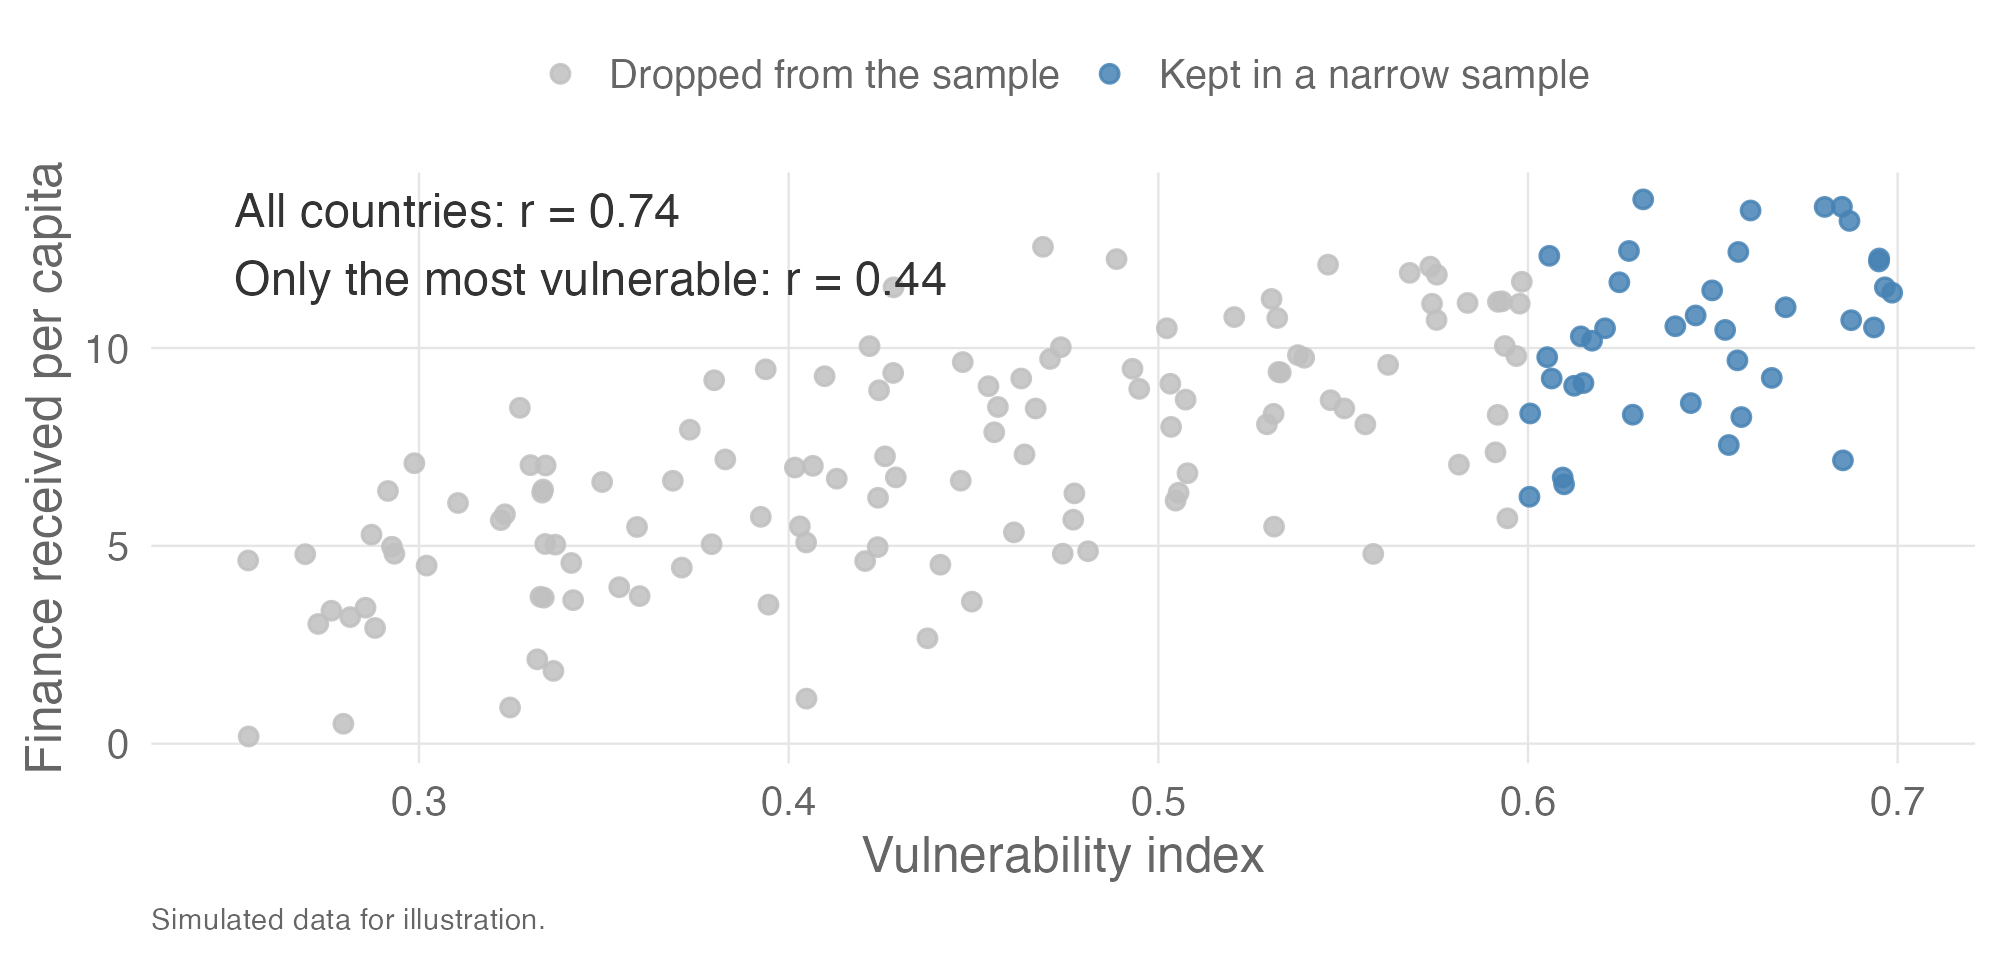 Dropped from the sample
Kept in a narrow sample
All countries: r = 0.74
Only the most vulnerable: r = 0.44
Finance received per capita
10
5
0
0.3
0.4
0.5
0.6
0.7
Vulnerability index
Simulated data for illustration.